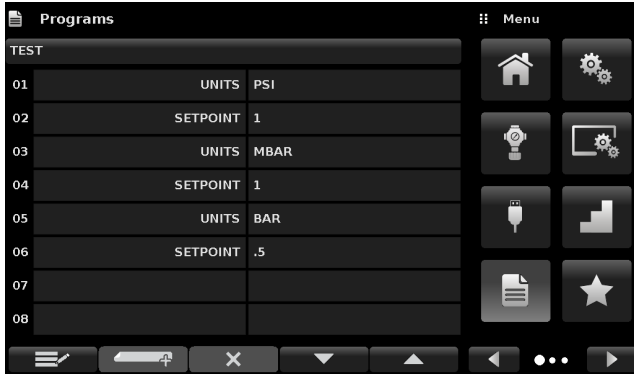 Programs
Menu
TEST
01 UNITS PSI
02 SETPOINT 1
03 UNITS MBAR
04 SETPOINT 1
05 UNITS BAR
06 SETPOINT .5
07
08